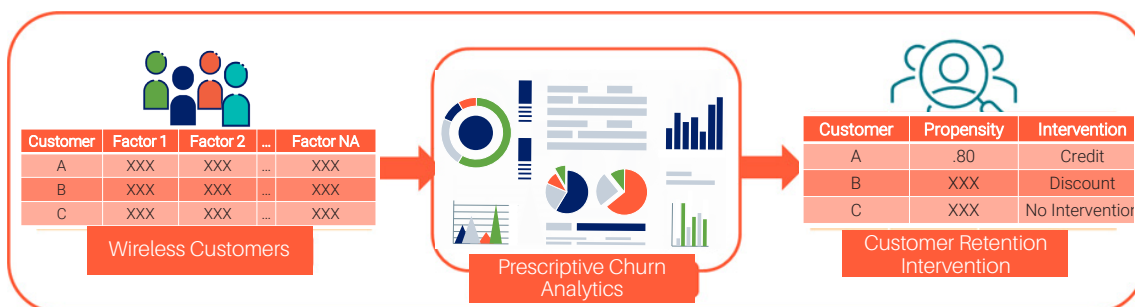 Customer Factor 1 Factor 2 ... Factor NA
A XXX XXX ... XXX
B XXX XXX ... XXX
C XXX XXX ... XXX
Wireless Customers
Prescriptive Churn
Analytics
Customer Propensity Intervention
A .80 Credit
B XXX Discount
C XXX No Intervention
Customer Retention
Intervention